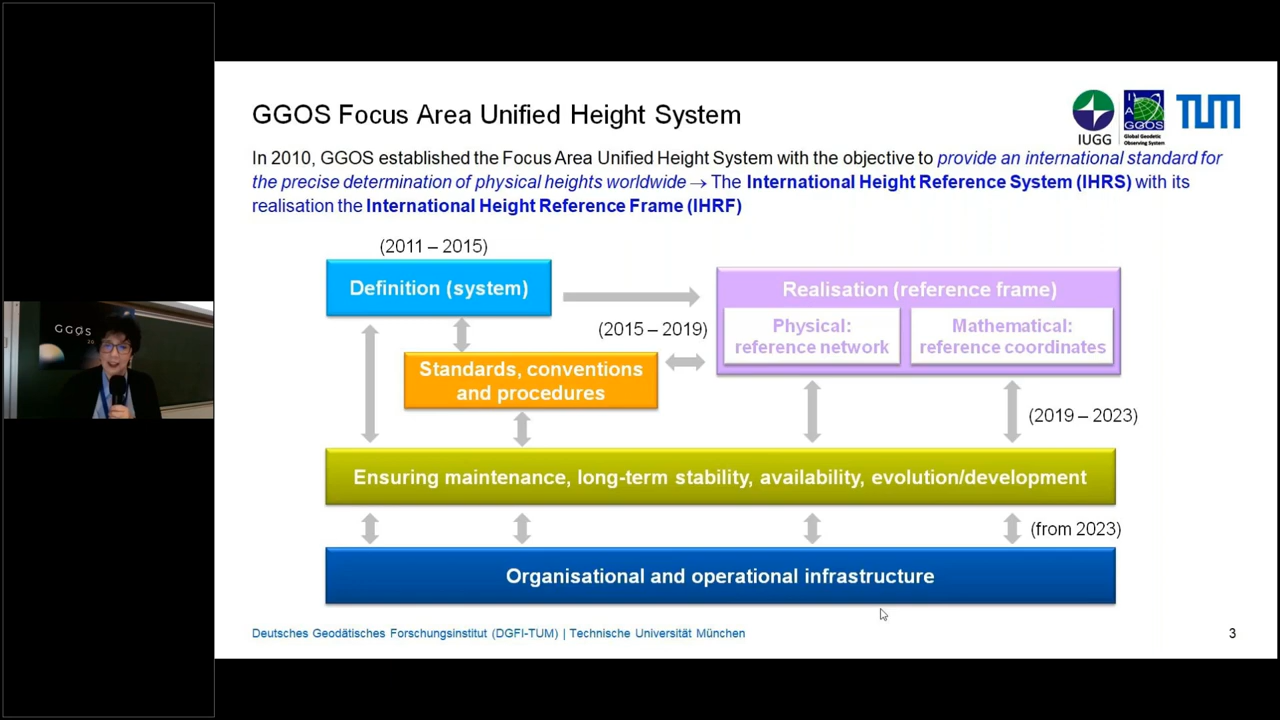 GGOS Focus Area Unified Height System
IUGG
IAG
GGOS
Global Geodetic
Observing System
TUM
In 2010, GGOS established the Focus Area Unified Height System with the objective to provide an international standard for
the precise determination of physical heights worldwide → The International Height Reference System (IHRS) with its
realisation the International Height Reference Frame (IHRF)
(2011 – 2015)
Definition (system)
Realisation (reference frame)
(2015 – 2019)
Physical:
reference network
Mathematical:
reference coordinates
Standards, conventions
and procedures
(2019 – 2023)
Ensuring maintenance, long-term stability, availability, evolution/development
(from 2023)
Organisational and operational infrastructure
Deutsches Geodätisches Forschungsinstitut (DGFI-TUM) | Technische Universität München
3
GGOS
20